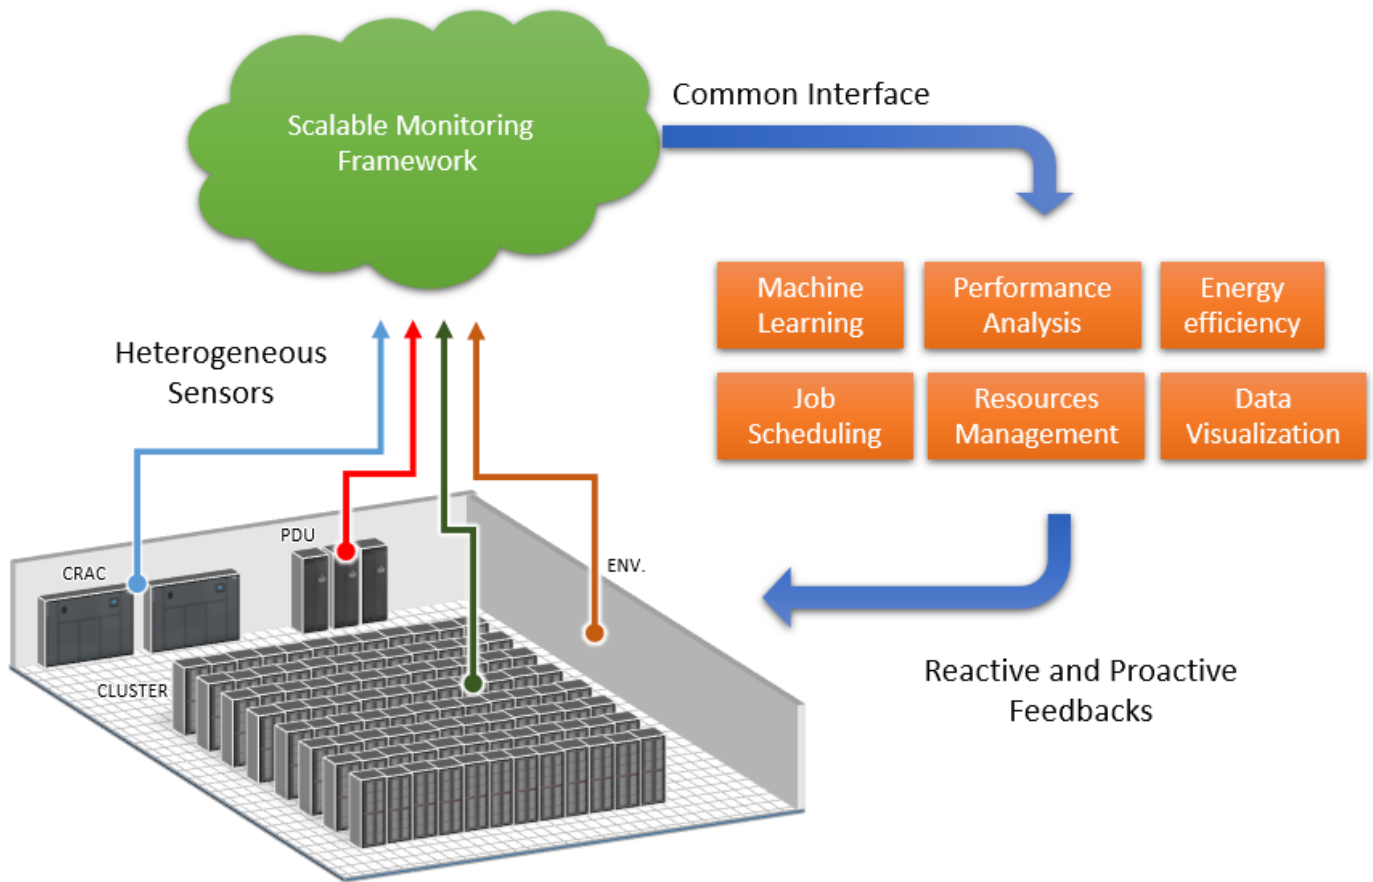 Scalable Monitoring
Framework
Common Interface
Machine
Learning
Performance
Analysis
Energy
efficiency
Job
Scheduling
Resources
Management
Data
Visualization
Heterogeneous
Sensors
PDU
CRAC
ENV.
CLUSTER
Reactive and Proactive
Feedbacks